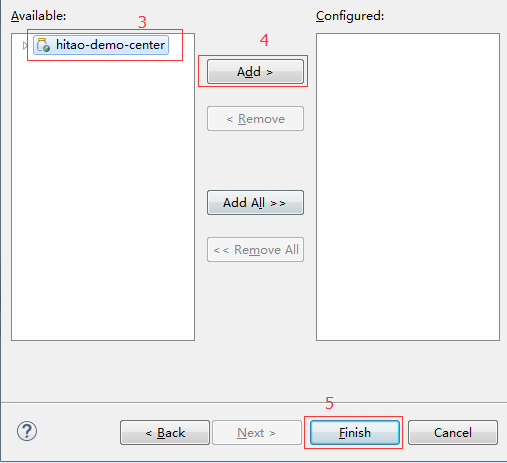 Available:
Configured:
3
hitao-demo-center
4
Add >
< Remove
Add All >>
<< Remove All
5
?
< Back
Next >
Finish
Cancel